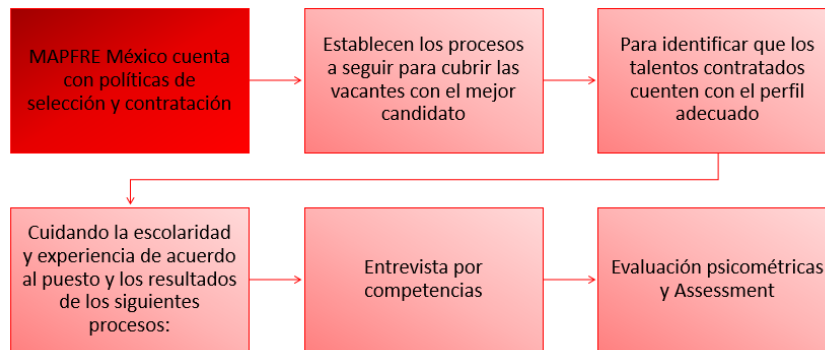 MAPFRE México cuenta
con políticas de
selección y contratación
Establecen los procesos
a seguir para cubrir las
vacantes con el mejor
candidato
Para identificar que los
talentos contratados
cuenten con el perfil
adecuado
Cuidando la escolaridad
y experiencia de acuerdo
al puesto y los resultados
de los siguientes
procesos:
Entrevista por
competencias
Evaluación psicométricas
y Assessment